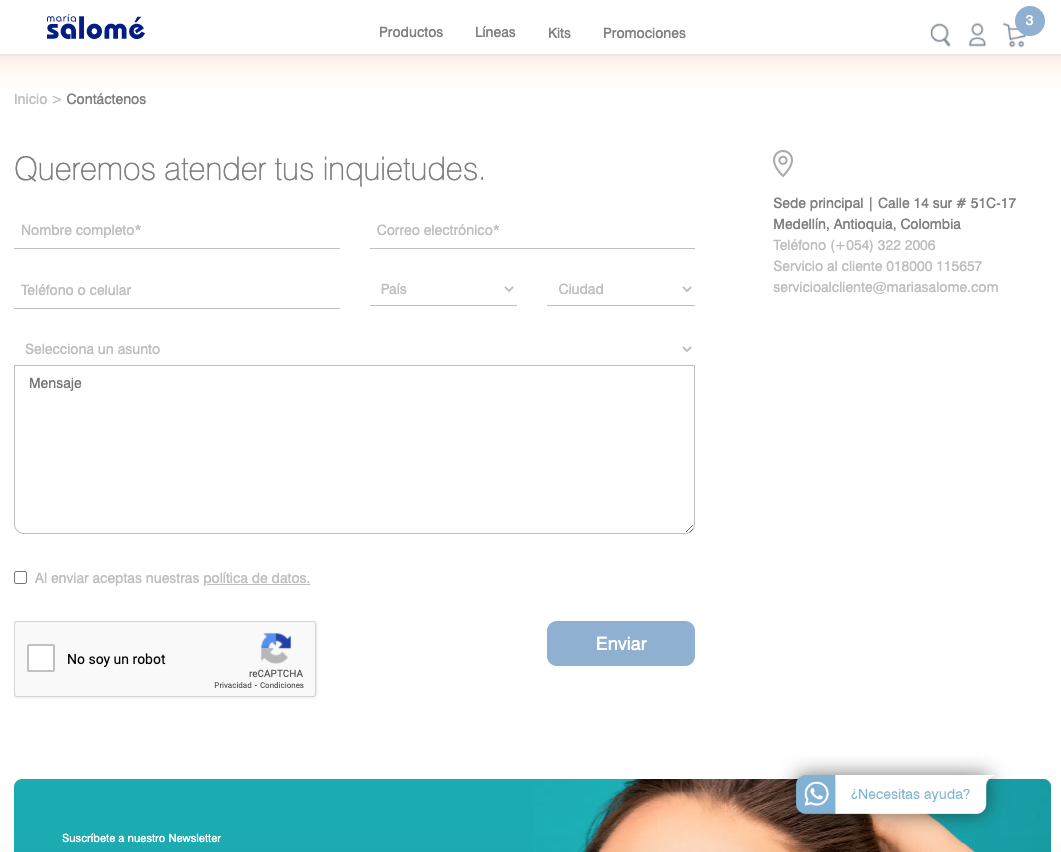 maría
salomé
Productos
Líneas
Kits
Promociones
3
Inicio > Contáctenos
Queremos atender tus inquietudes.
Nombre completo*
Correo electrónico*
Teléfono o celular
País
Ciudad
Selecciona un asunto
Mensaje
Al enviar aceptas nuestras política de datos.
No soy un robot
reCAPTCHA
Privacidad - Condiciones
Enviar
Sede principal | Calle 14 sur # 51C-17
Medellín, Antioquia, Colombia
Teléfono (+054) 322 2006
Servicio al cliente 018000 115657
servicioalcliente@mariasalome.com
¿Necesitas ayuda?
Suscríbete a nuestro Newsletter